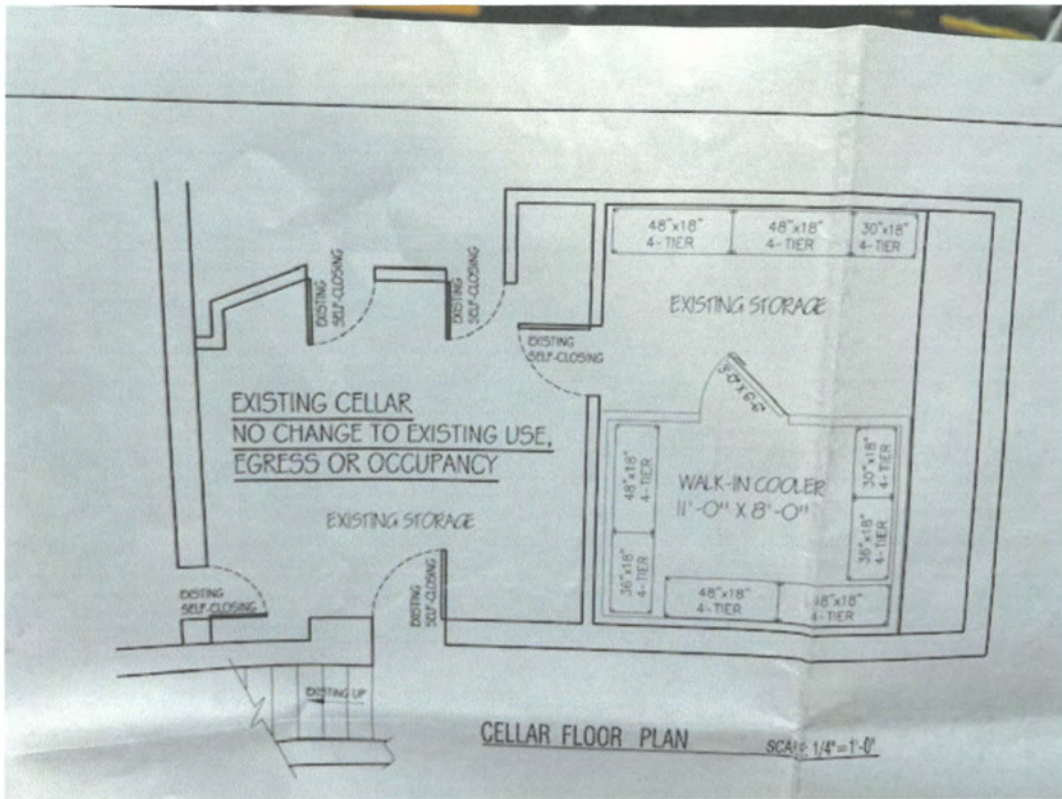 48"x18"
4-TIER
48"x18"
4-TIER
30"x18"
4-TIER
EXISTING
SELF-CLOSING
EXISTING
SELF-CLOSING
EXISTING
SELF-CLOSING
EXISTING STORAGE
3'-0" X 6'-6"
EXISTING CELLAR
NO CHANGE TO EXISTING USE,
EGRESS OR OCCUPANCY
EXISTING STORAGE
48"x18"
4-TIER
36"x18"
4-TIER
WALK-IN COOLER
11'-0" X 8'-0"
30"x18"
4-TIER
36"x18"
4-TIER
48"x18"
4-TIER
48"x18"
4-TIER
EXISTING
SELF-CLOSING
EXISTING
SELF-CLOSING
EXISTING UP
CELLAR FLOOR PLAN
SCALE: 1/4"=1'-0"